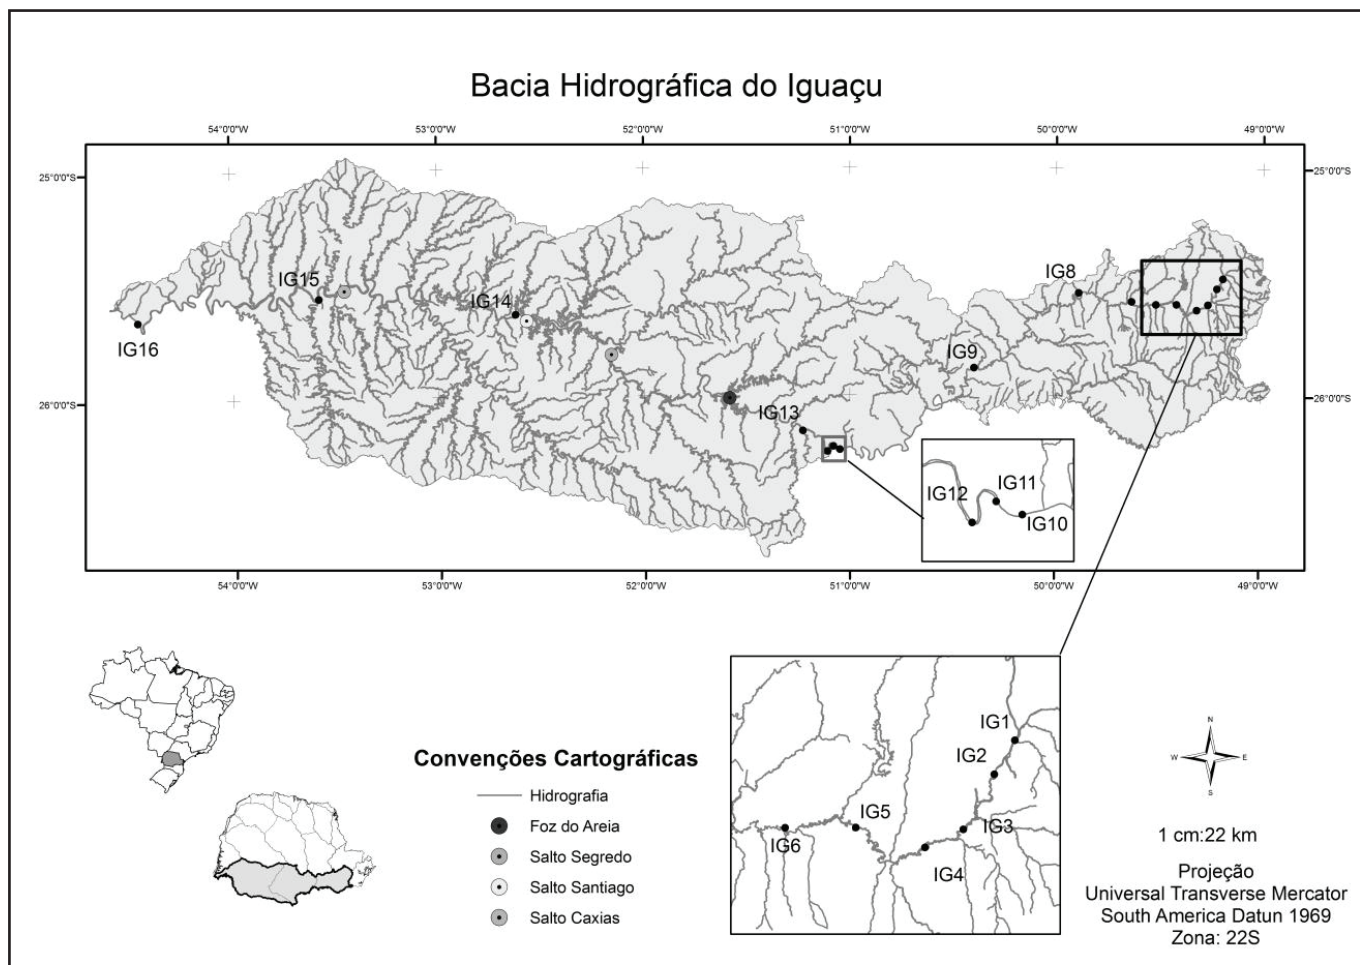 Bacia Hidrográfica do Iguaçu
54°0'0"W
53°0'0"W
52°0'0"W
51°0'0"W
50°0'0"W
49°0'0"W
25°0'0"S
25°0'0"S
IG15
IG14
IG8
IG16
IG9
26°0'0"S
26°0'0"S
IG13
IG12
IG11
IG10
54°0'0"W
53°0'0"W
52°0'0"W
51°0'0"W
50°0'0"W
49°0'0"W
Convenções Cartográficas
Hidrografia
Foz do Areia
Salto Segredo
Salto Santiago
Salto Caxias
IG1
IG2
IG5
IG3
IG6
IG4
N
W
E
S
1 cm:22 km
Projeção
Universal Transverse Mercator
South America Datun 1969
Zona: 22S